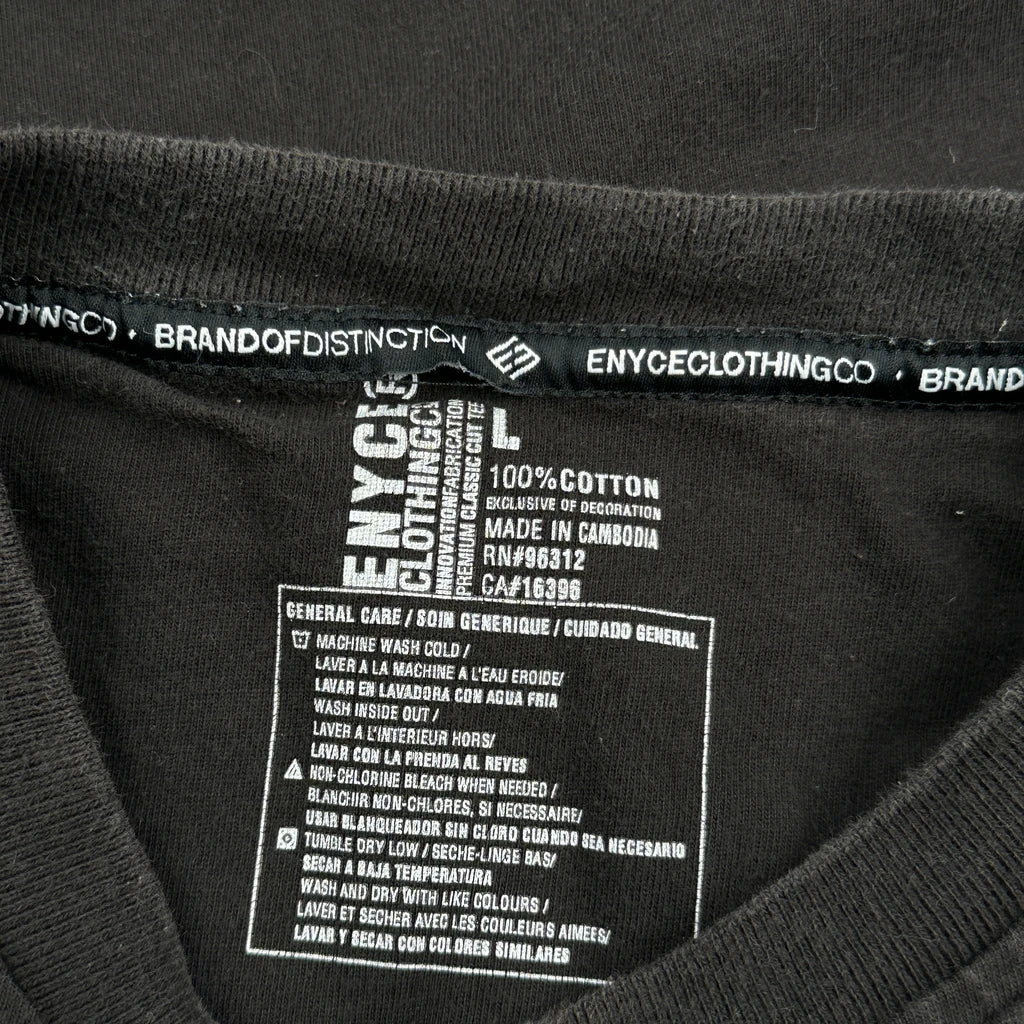 THINGCO · BRANDOFDISTINCTION ENYCECLOTHINGCO · BRAND
ENYCE
CLOTHINGCO
INNOVATIONFABRICATION
PREMIUM CLASSIC CUT TEE
L
100% COTTON
EXCLUSIVE OF DECORATION
MADE IN CAMBODIA
RN#96312
CA#16396
GENERAL CARE / SOIN GENERIQUE / CUIDADO GENERAL
MACHINE WASH COLD /
LAVER A LA MACHINE A L'EAU EROIDE/
LAVAR EN LAVADORA CON AGUA FRIA
WASH INSIDE OUT /
LAVER A L'INTERIEUR HORS/
LAVAR CON LA PRENDA AL REVES
NON-CHLORINE BLEACH WHEN NEEDED /
BLANCHIR NON-CHLORES, SI NECESSAIRE/
USAR BLANQUEADOR SIN CLORO CUANDO SEA NECESARIO
TUMBLE DRY LOW / SECHE-LINGE BAS/
SECAR A BAJA TEMPERATURA
WASH AND DRY WITH LIKE COLOURS /
LAVER ET SECHER AVEC LES COULEURS AIMEES/
LAVAR Y SECAR CON COLORES SIMILARES